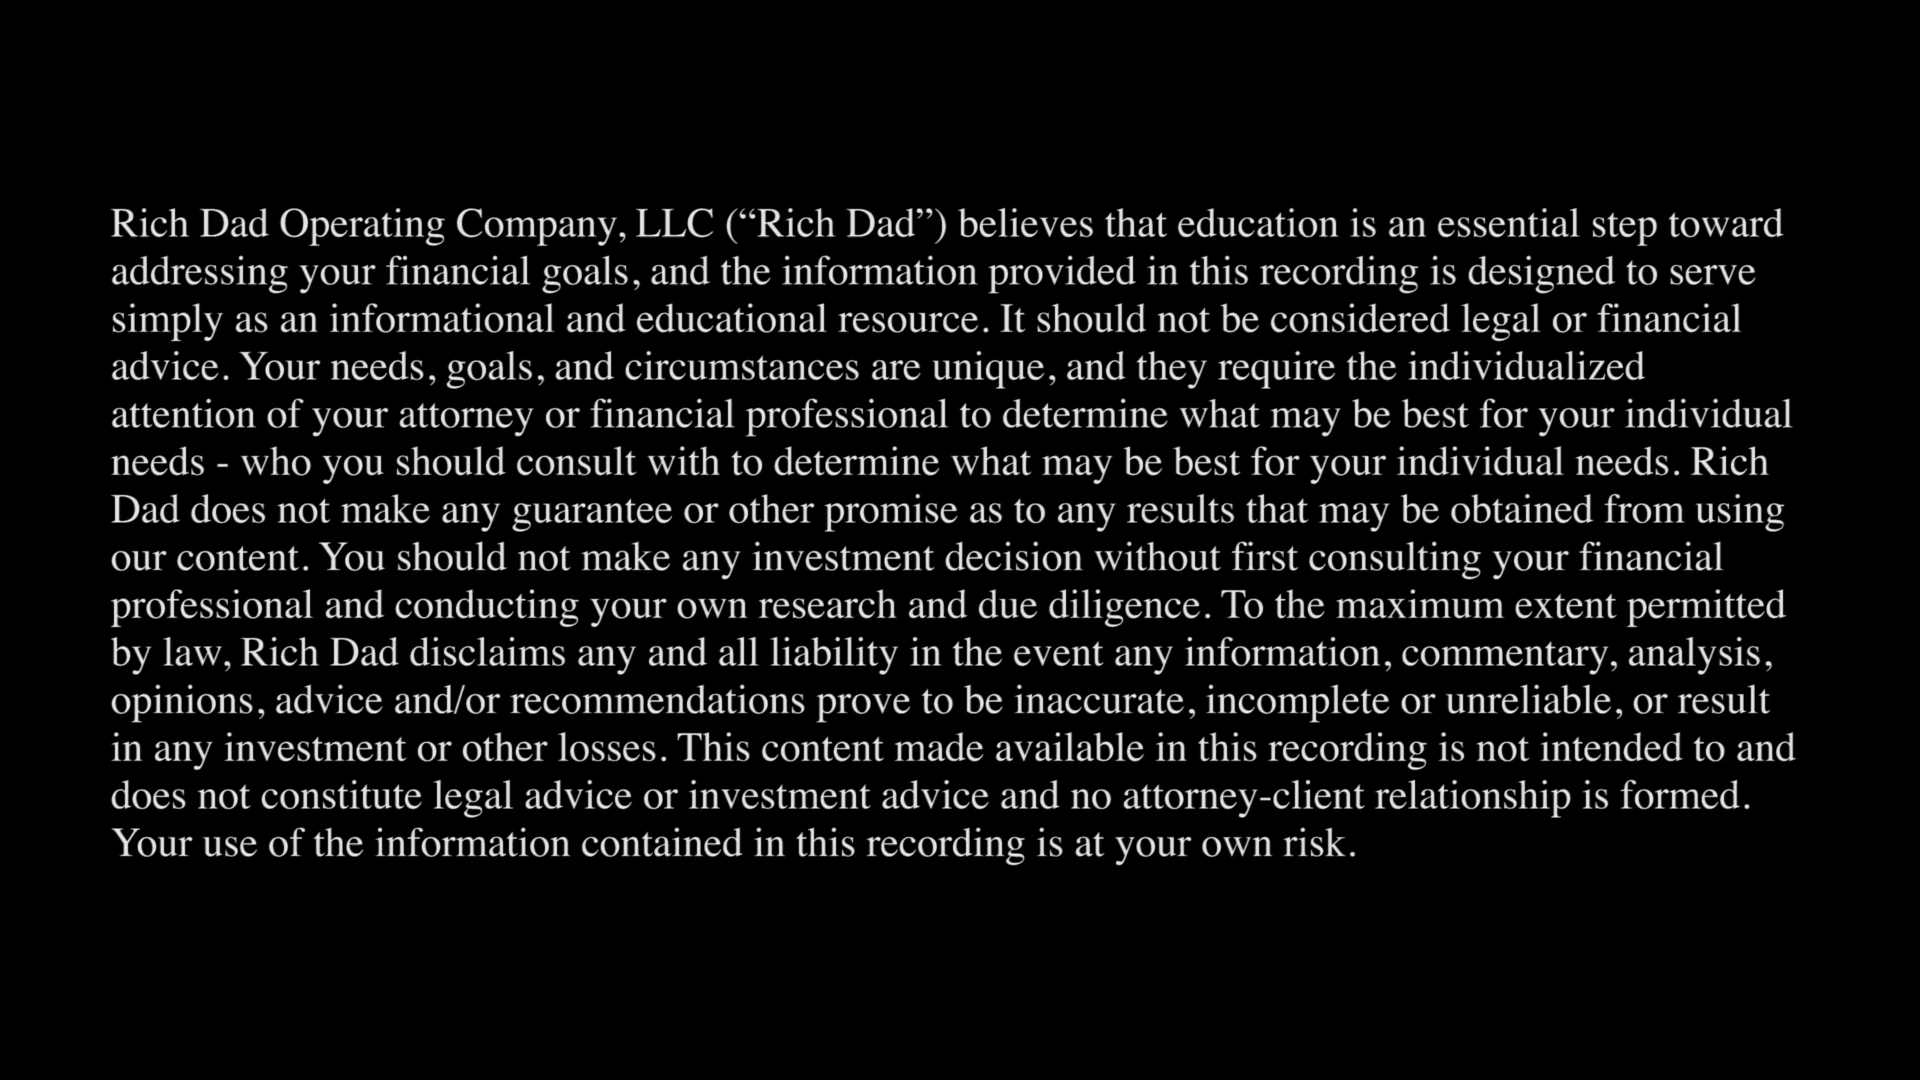 Rich Dad Operating Company, LLC (“Rich Dad”) believes that education is an essential step toward
addressing your financial goals, and the information provided in this recording is designed to serve
simply as an informational and educational resource. It should not be considered legal or financial
advice. Your needs, goals, and circumstances are unique, and they require the individualized
attention of your attorney or financial professional to determine what may be best for your individual
needs - who you should consult with to determine what may be best for your individual needs. Rich
Dad does not make any guarantee or other promise as to any results that may be obtained from using
our content. You should not make any investment decision without first consulting your financial
professional and conducting your own research and due diligence. To the maximum extent permitted
by law, Rich Dad disclaims any and all liability in the event any information, commentary, analysis,
opinions, advice and/or recommendations prove to be inaccurate, incomplete or unreliable, or result
in any investment or other losses. This content made available in this recording is not intended to and
does not constitute legal advice or investment advice and no attorney-client relationship is formed.
Your use of the information contained in this recording is at your own risk.